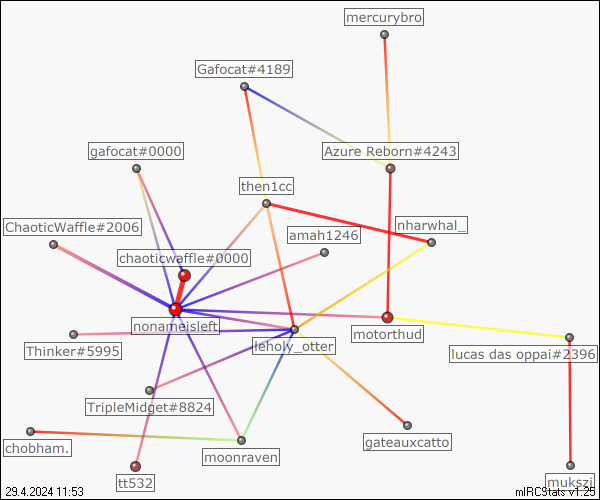 mercurybro
Gafocat#4189
gafocat#0000
Azure Reborn#4243
then1cc
ChaoticWaffle#2006
nharwhal_
amah1246
chaoticwaffle#0000
nonameisleft
motorthud
leholy_otter
Thinker#5995
lucas das oppai#2396
TripleMidget#8824
gateauxcatto
chobham.
moonraven
tt532
mukszi
29.4.2024 11:53
mIRCStats v1.25